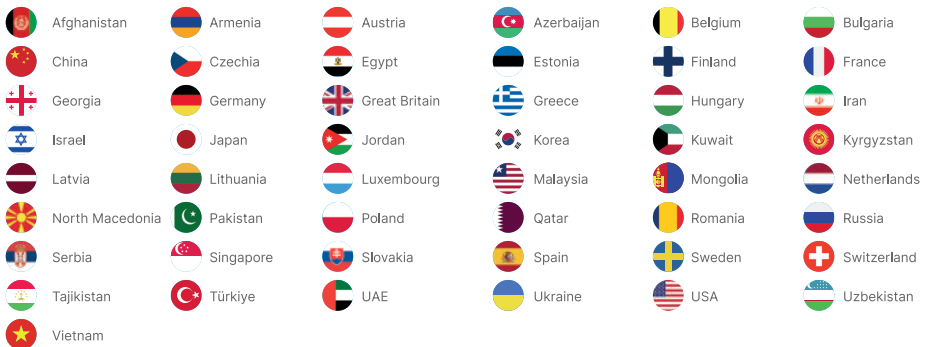 Afghanistan Armenia Austria Azerbaijan Belgium Bulgaria
China Czechia Egypt Estonia Finland France
Georgia Germany Great Britain Greece Hungary Iran
Israel Japan Jordan Korea Kuwait Kyrgyzstan
Latvia Lithuania Luxembourg Malaysia Mongolia Netherlands
North Macedonia Pakistan Poland Qatar Romania Russia
Serbia Singapore Slovakia Spain Sweden Switzerland
Tajikistan Türkiye UAE Ukraine USA Uzbekistan
Vietnam